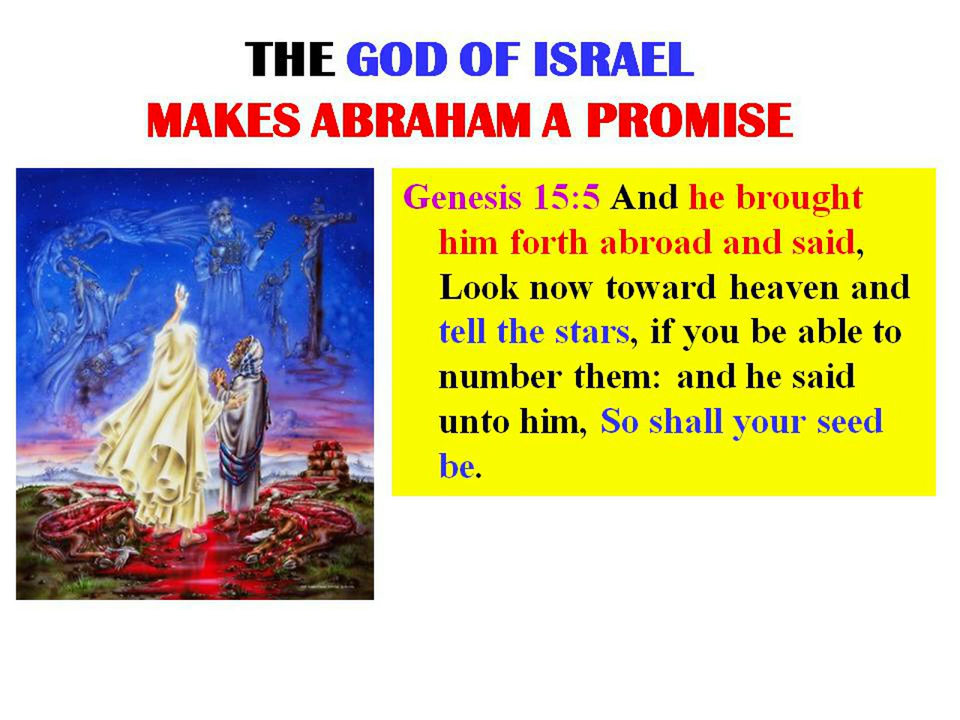 THE GOD OF ISRAEL
MAKES ABRAHAM A PROMISE
Genesis 15:5 And he brought
him forth abroad and said,
Look now toward heaven and
tell the stars, if you be able to
number them: and he said
unto him, So shall your seed
be.